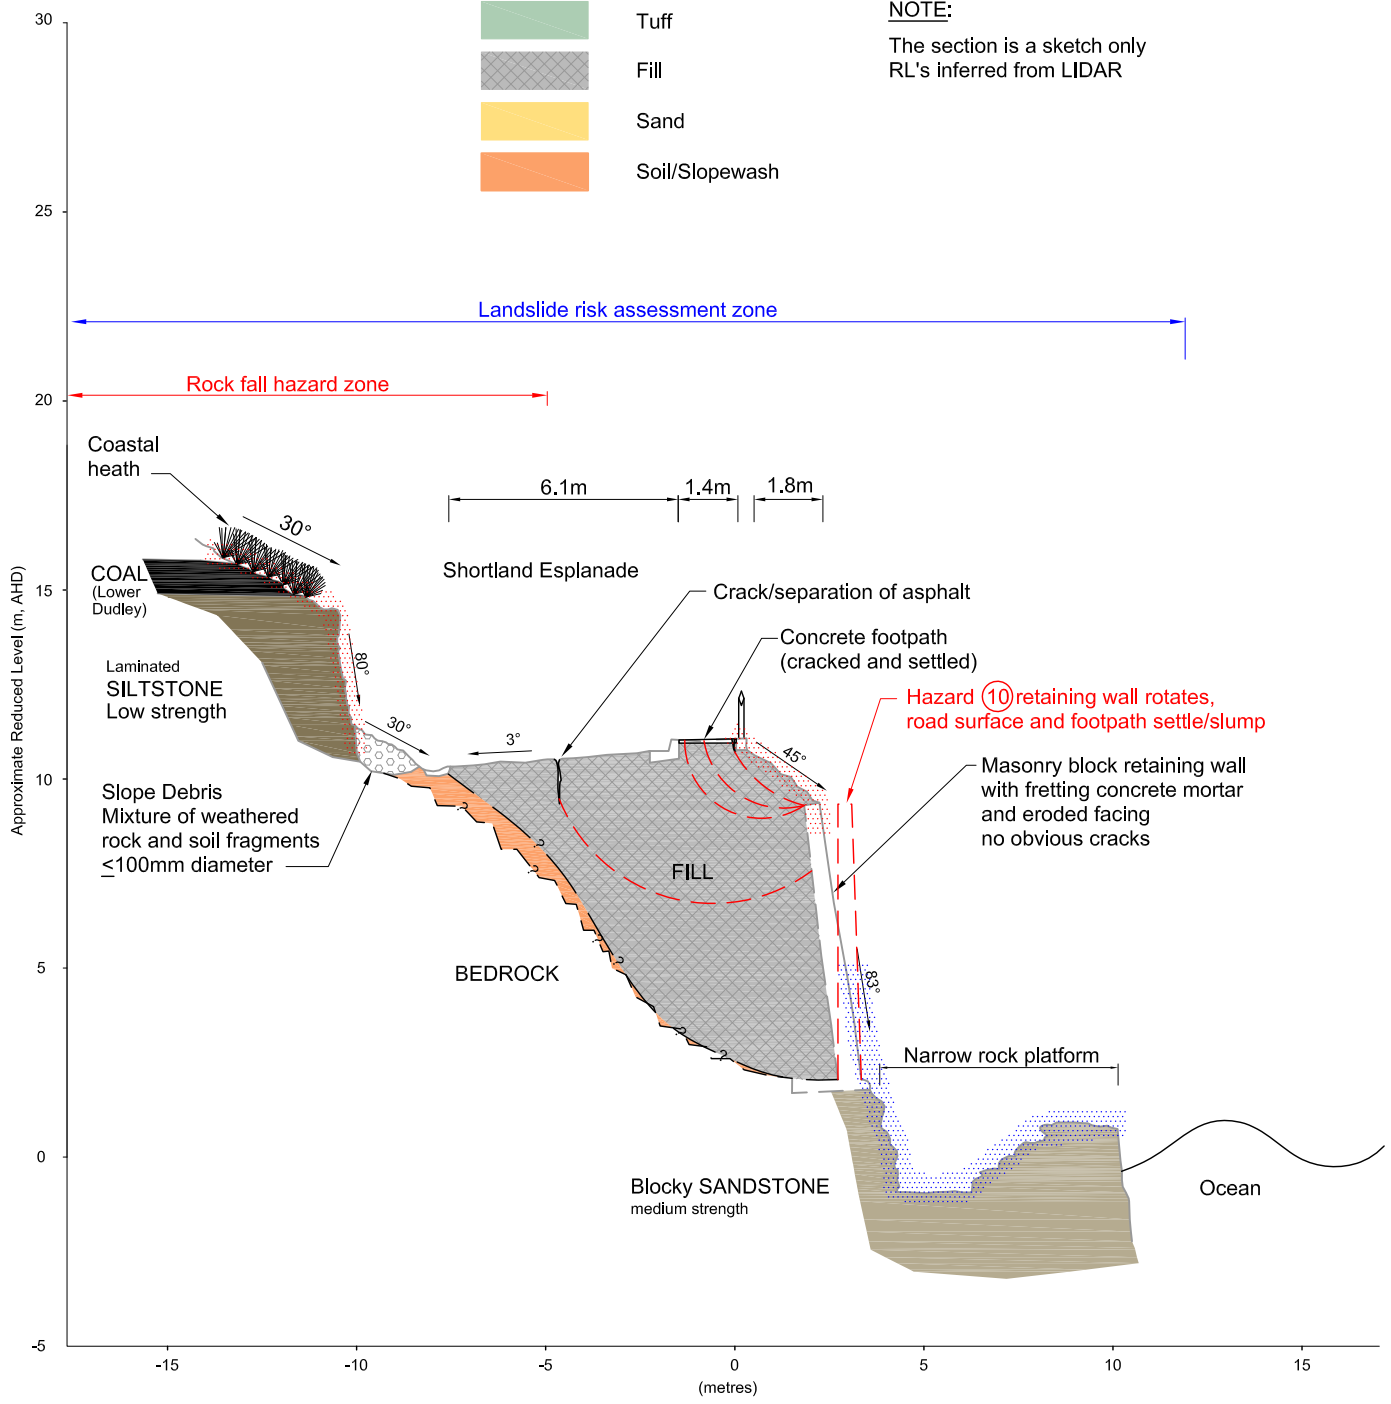 30
Tuff
Fill
Sand
Soil/Slopewash
NOTE:
The section is a sketch only
RL's inferred from LIDAR
25
Landslide risk assessment zone
Rock fall hazard zone
20
Coastal
heath
30°
6.1m
1.4m
1.8m
Shortland Esplanade
COAL
(Lower
Dudley)
15
Crack/separation of asphalt
Concrete footpath
(cracked and settled)
80°
Laminated
SILTSTONE
Low strength
Hazard 10 retaining wall rotates,
road surface and footpath settle/slump
30°
3°
45°
Masonry block retaining wall
with fretting concrete mortar
and eroded facing
no obvious cracks
10
Slope Debris
Mixture of weathered
rock and soil fragments
≤100mm diameter
Approximate Reduced Level (m, AHD)
?
?
?
?
?
?
?
?
FILL
BEDROCK
5
83°
Narrow rock platform
0
Blocky SANDSTONE
medium strength
Ocean
-5
-15
-10
-5
0
5
10
15
(metres)